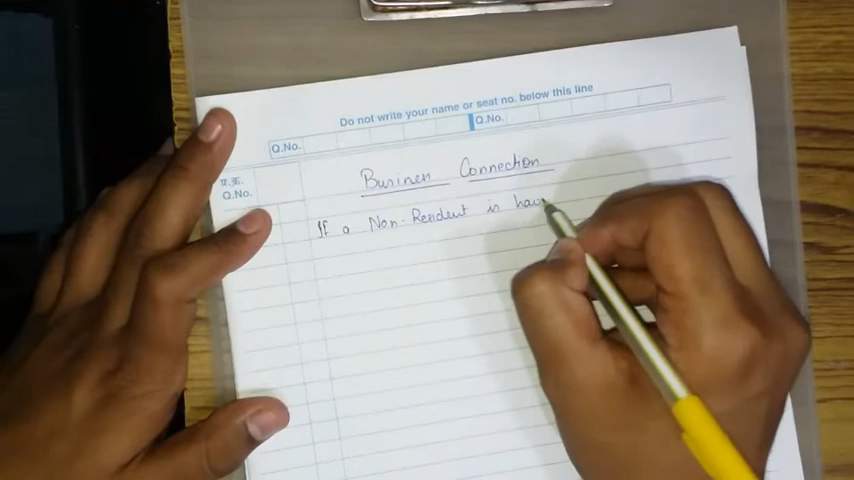 Do not write your name or seat no. below this line
Q.No. Q.No.
प्र.क्र.
Q.No.
Business Connection
If a Non-Resident is hav